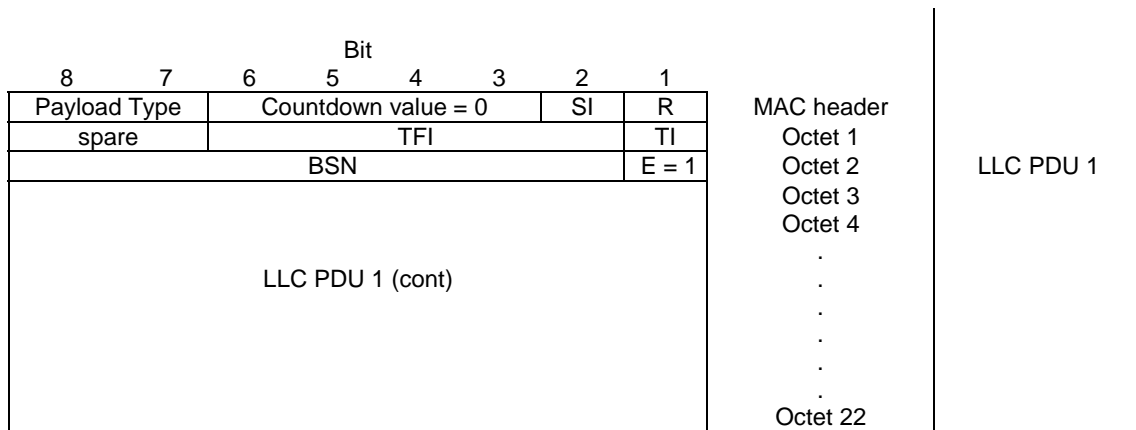 Bit
8 7 6 5 4 3 2 1
Payload Type Countdown value = 0 SI R MAC header
spare TFI TI Octet 1
BSN E = 1 Octet 2 LLC PDU 1
Octet 3
Octet 4
.
LLC PDU 1 (cont) .
.
.
.
.
Octet 22